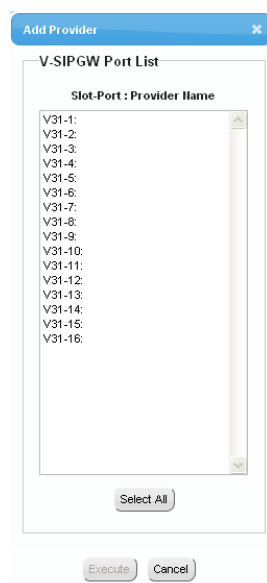 Add Provider
V-SIPGW Port List
Slot-Port : Provider Name
V31-1:
V31-2:
V31-3:
V31-4:
V31-5:
V31-6:
V31-7:
V31-8:
V31-9:
V31-10:
V31-11:
V31-12:
V31-13:
V31-14:
V31-15:
V31-16:
Select All
Execute Cancel